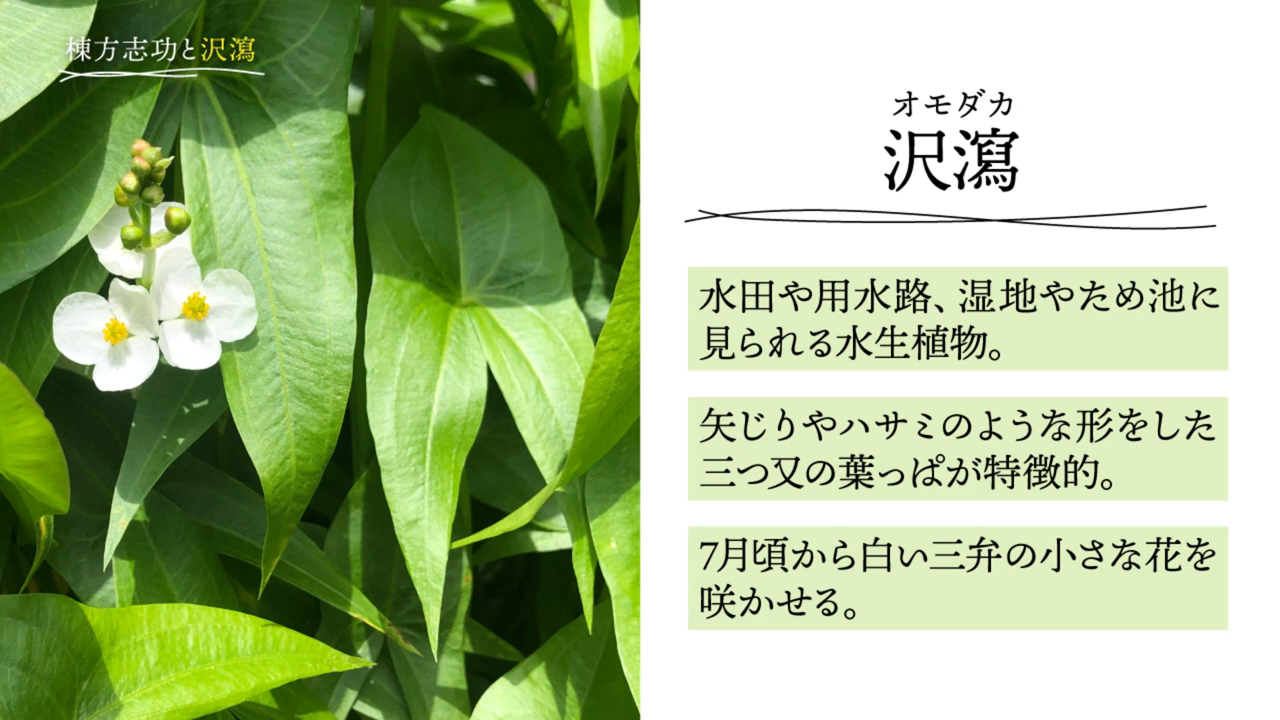 棟方志功と沢瀉
オモダカ
沢瀉
水田や用水路、湿地やため池に
見られる水生植物。
矢じりやハサミのような形をした
三つ又の葉っぱが特徴的。
7月頃から白い三弁の小さな花を
咲かせる。